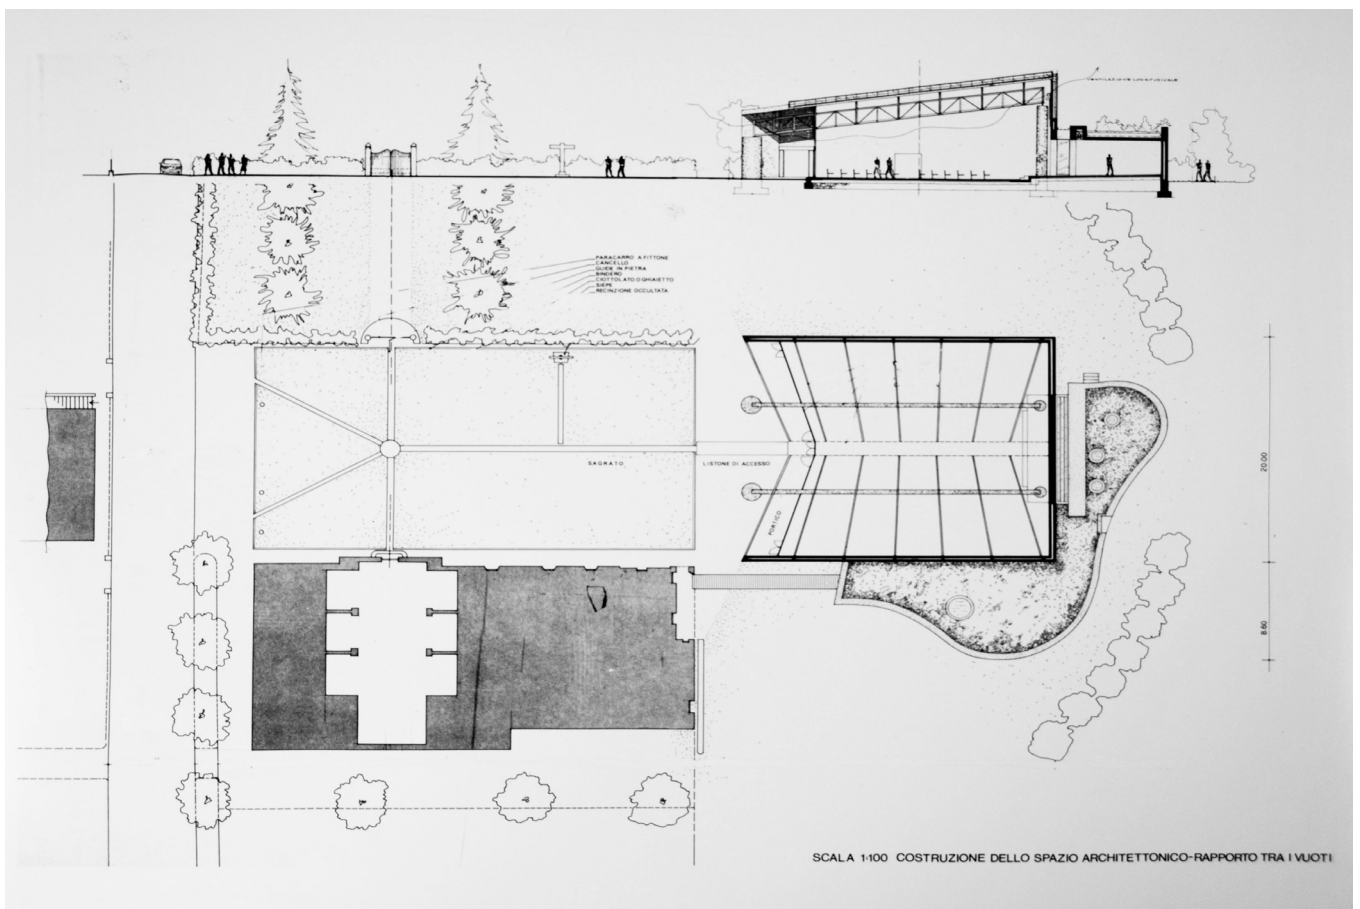 PARACARRO A FITTONE
CANCELLO
GUIDE IN PIETRA
BINDERO
CIOTTOLATO O GHIAIETTO
SIEPE
RECINZIONE OCCULTATA
SAGRATO
LISTONE DI ACCESSO
PORTICO
20.00
8.60
SCALA 1:100 COSTRUZIONE DELLO SPAZIO ARCHITETTONICO-RAPPORTO TRA I VUOTI